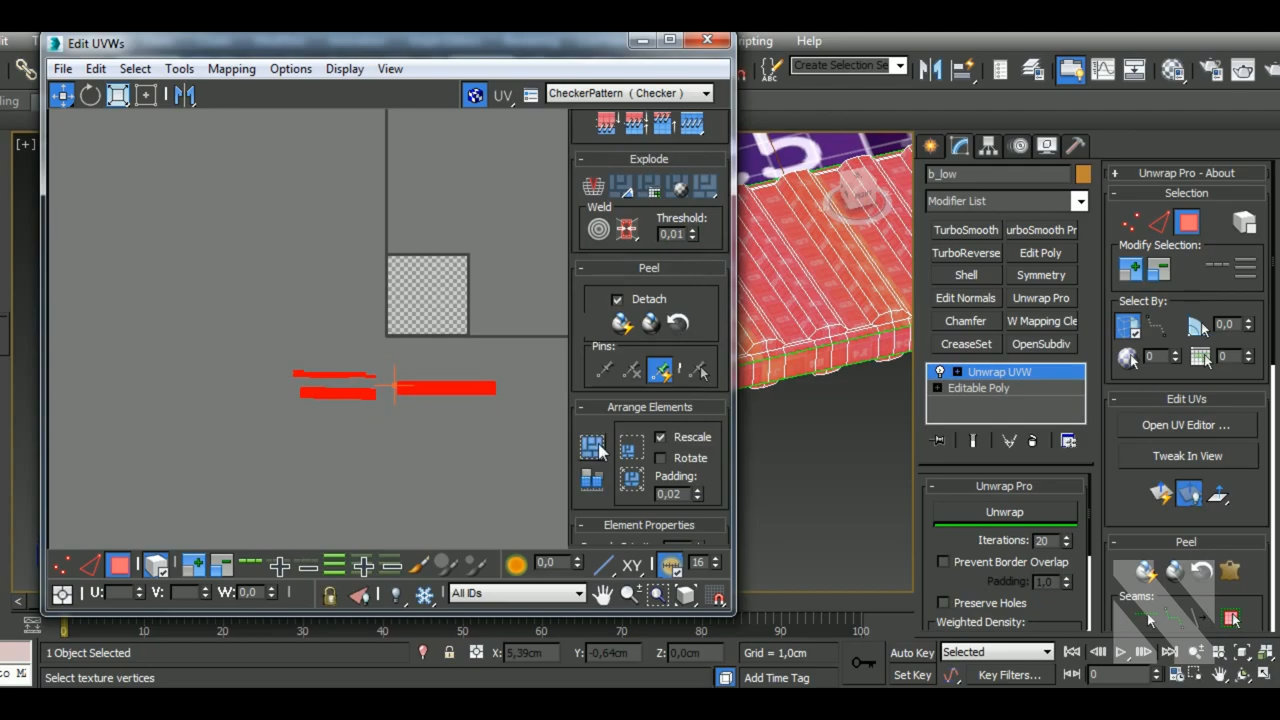 Edit UVWs
File Edit Select Tools Mapping Options Display View
UV CheckerPattern ( Checker )
Explode
Weld
Threshold:
0,01
Peel
Detach
Pins:
Arrange Elements
Rescale
Rotate
Padding:
0,02
Element Properties
0,0 XY 16
U: V: W: 0,0 All IDs
ipting Help
Create Selection Se
ABC
[+]
b_low
Modifier List
TurboSmooth urboSmooth Pr
TurboReverse Edit Poly
Shell Symmetry
Edit Normals Unwrap Pro
Chamfer W Mapping Cle
CreaseSet OpenSubdiv
Unwrap UVW
Editable Poly
Unwrap Pro
Unwrap
Iterations: 20
Prevent Border Overlap
Padding: 1,0
Preserve Holes
Weighted Density:
Unwrap Pro - About
Selection
Modify Selection:
Select By:
0,0
0 0
Edit UVs
Open UV Editor ...
Tweak In View
Peel
Seams:
0 10 20 30 40 50 60 70 80 90 100
1 Object Selected X: 5,39cm Y: -0,64cm Z: 0,0cm Grid = 1,0cm Auto Key Selected
Select texture vertices Add Time Tag Set Key Key Filters... 0